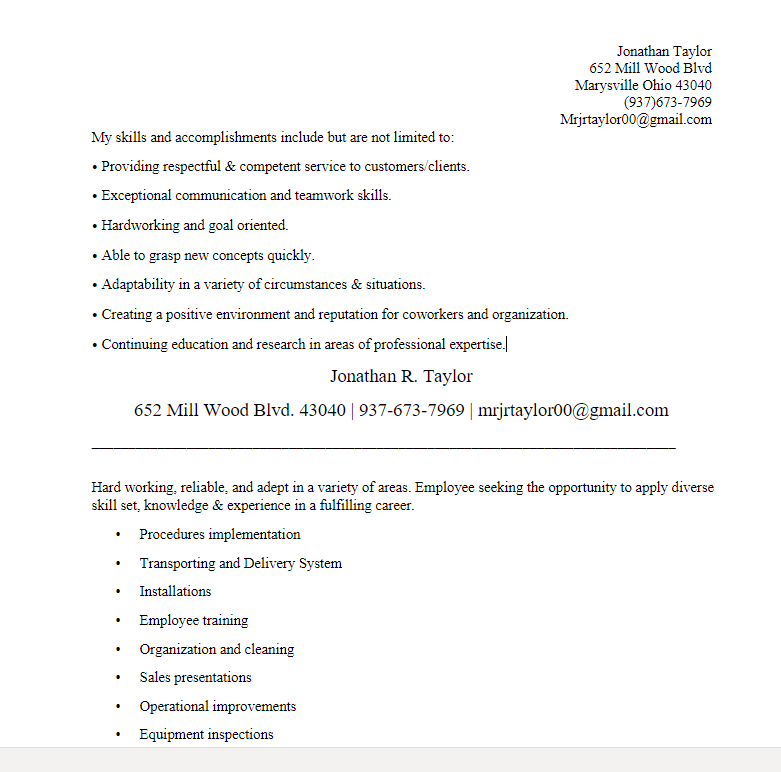 Jonathan Taylor
652 Mill Wood Blvd
Marysville Ohio 43040
(937)673-7969
Mrjrtaylor00@gmail.com
My skills and accomplishments include but are not limited to:
• Providing respectful & competent service to customers/clients.
• Exceptional communication and teamwork skills.
• Hardworking and goal oriented.
• Able to grasp new concepts quickly.
• Adaptability in a variety of circumstances & situations.
• Creating a positive environment and reputation for coworkers and organization.
• Continuing education and research in areas of professional expertise.
Jonathan R. Taylor
652 Mill Wood Blvd. 43040 | 937-673-7969 | mrjrtaylor00@gmail.com
Hard working, reliable, and adept in a variety of areas. Employee seeking the opportunity to apply diverse
skill set, knowledge & experience in a fulfilling career.
• Procedures implementation
• Transporting and Delivery System
• Installations
• Employee training
• Organization and cleaning
• Sales presentations
• Operational improvements
• Equipment inspections